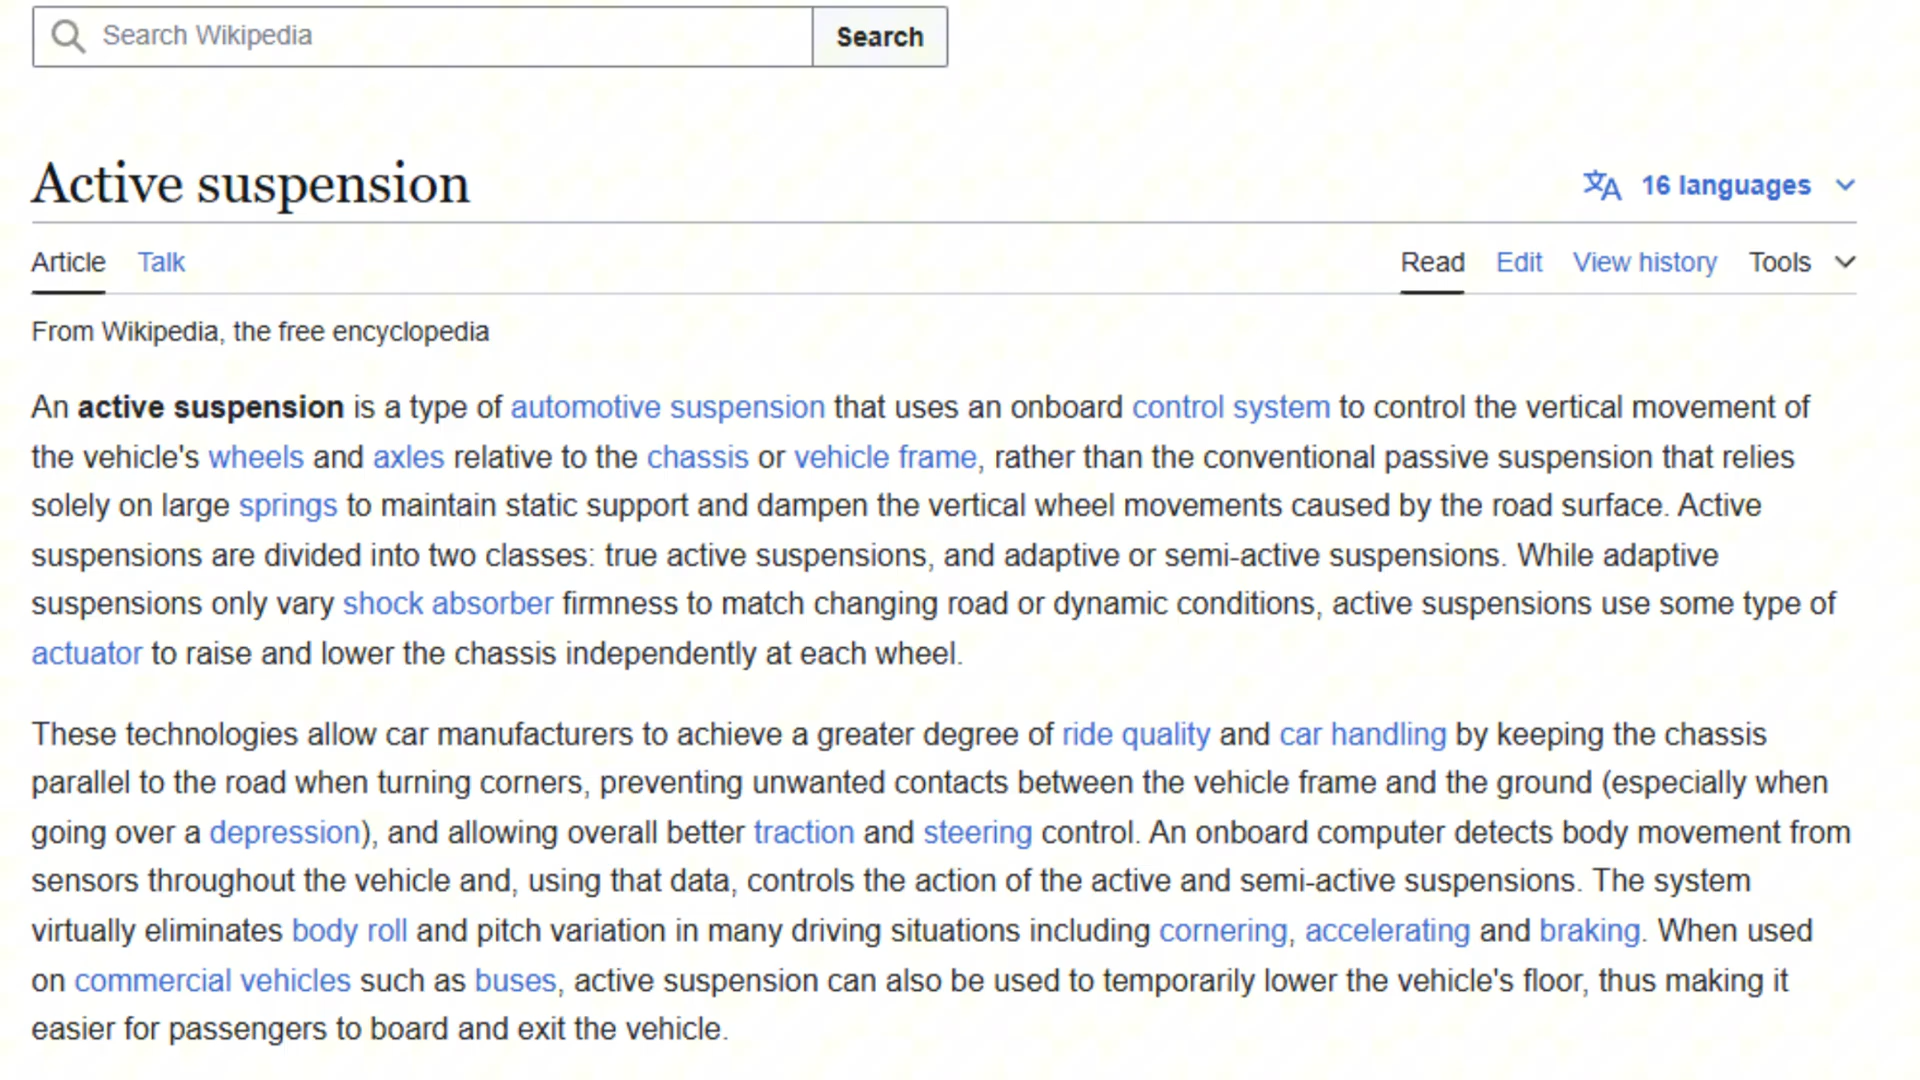 Search Wikipedia
Search
Active suspension
16 languages
Article Talk
Read Edit View history Tools
From Wikipedia, the free encyclopedia
An active suspension is a type of automotive suspension that uses an onboard control system to control the vertical movement of
the vehicle's wheels and axles relative to the chassis or vehicle frame, rather than the conventional passive suspension that relies
solely on large springs to maintain static support and dampen the vertical wheel movements caused by the road surface. Active
suspensions are divided into two classes: true active suspensions, and adaptive or semi-active suspensions. While adaptive
suspensions only vary shock absorber firmness to match changing road or dynamic conditions, active suspensions use some type of
actuator to raise and lower the chassis independently at each wheel.
These technologies allow car manufacturers to achieve a greater degree of ride quality and car handling by keeping the chassis
parallel to the road when turning corners, preventing unwanted contacts between the vehicle frame and the ground (especially when
going over a depression), and allowing overall better traction and steering control. An onboard computer detects body movement from
sensors throughout the vehicle and, using that data, controls the action of the active and semi-active suspensions. The system
virtually eliminates body roll and pitch variation in many driving situations including cornering, accelerating and braking. When used
on commercial vehicles such as buses, active suspension can also be used to temporarily lower the vehicle's floor, thus making it
easier for passengers to board and exit the vehicle.